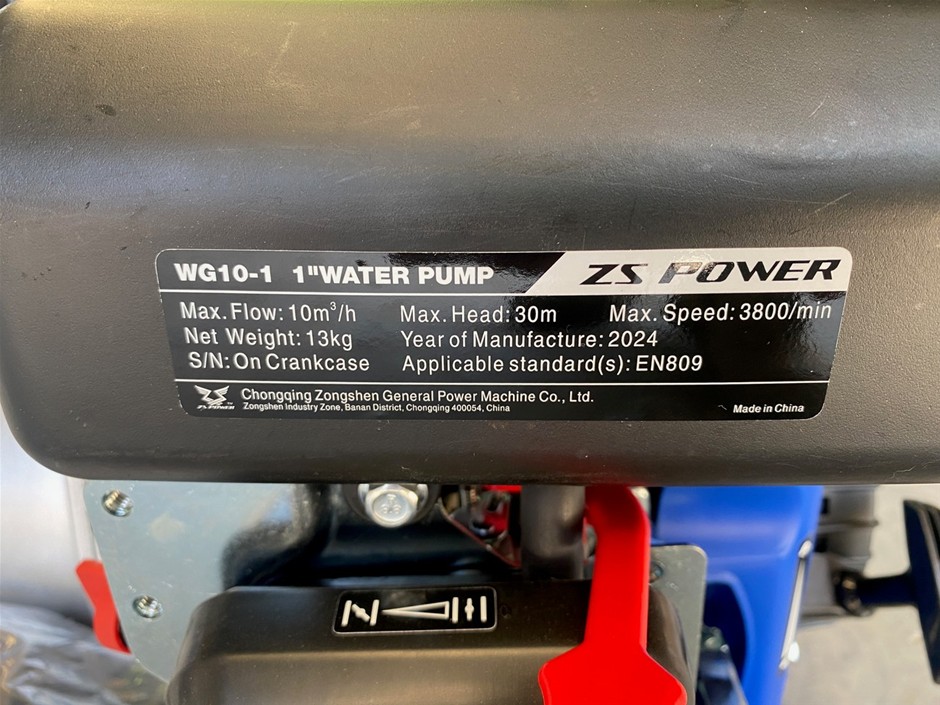 WG10-1 1"WATER PUMP
ZS POWER
Max. Flow: 10m³/h Max. Head: 30m Max. Speed: 3800/min
Net Weight: 13kg Year of Manufacture: 2024
S/N: On Crankcase Applicable standard(s): EN809
Chongqing Zongshen General Power Machine Co., Ltd.
ZS POWER
Zongshen Industry Zone, Banan District, Chongqing 400054, China
Made in China